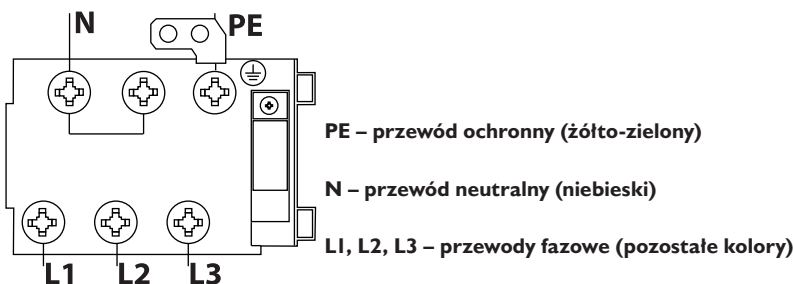 N PE
PE – przewód ochronny (żółto-zielony)
N – przewód neutralny (niebieski)
L1, L2, L3 – przewody fazowe (pozostałe kolory)
L1 L2 L3